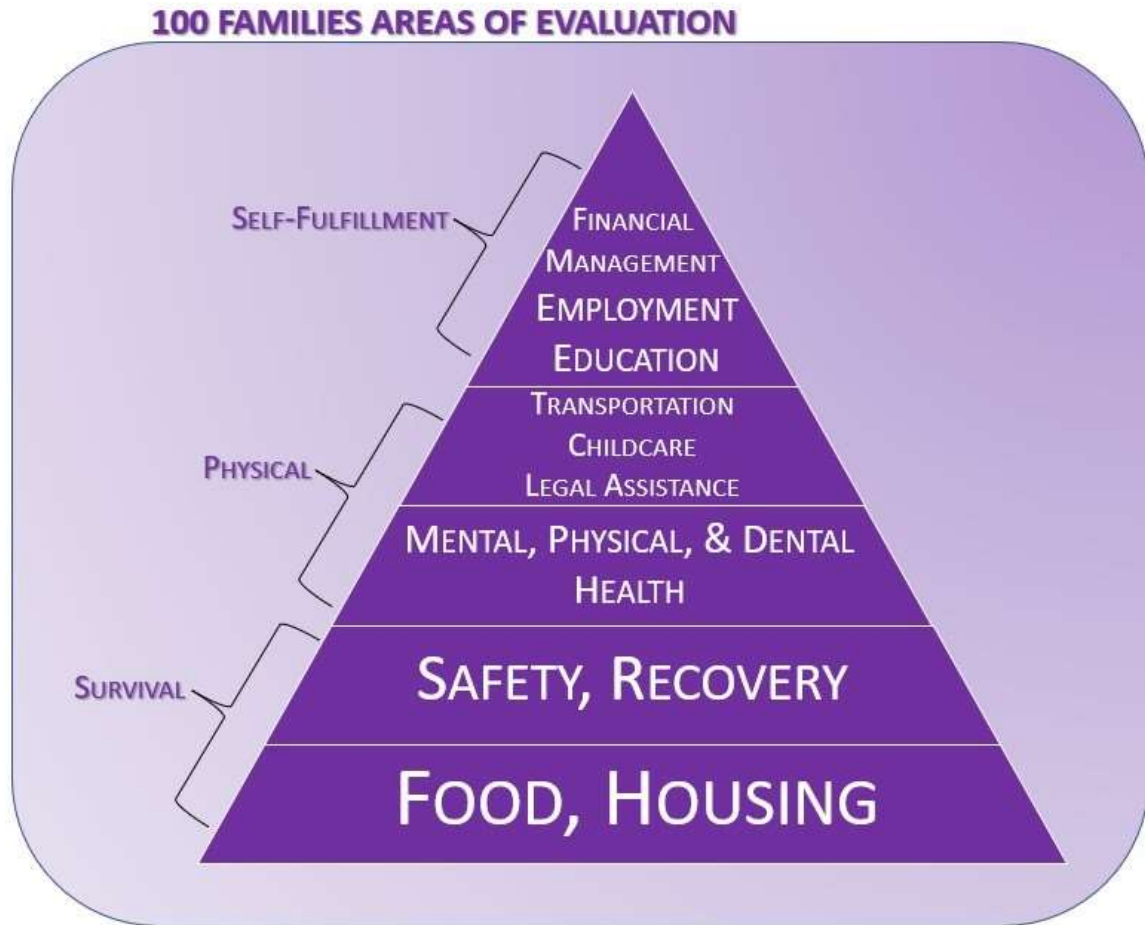 100 FAMILIES AREAS OF EVALUATION
SELF-FULFILLMENT
FINANCIAL
MANAGEMENT
EMPLOYMENT
EDUCATION
PHYSICAL
TRANSPORTATION
CHILDCARE
LEGAL ASSISTANCE
MENTAL, PHYSICAL, & DENTAL
HEALTH
SURVIVAL
SAFETY, RECOVERY
FOOD, HOUSING